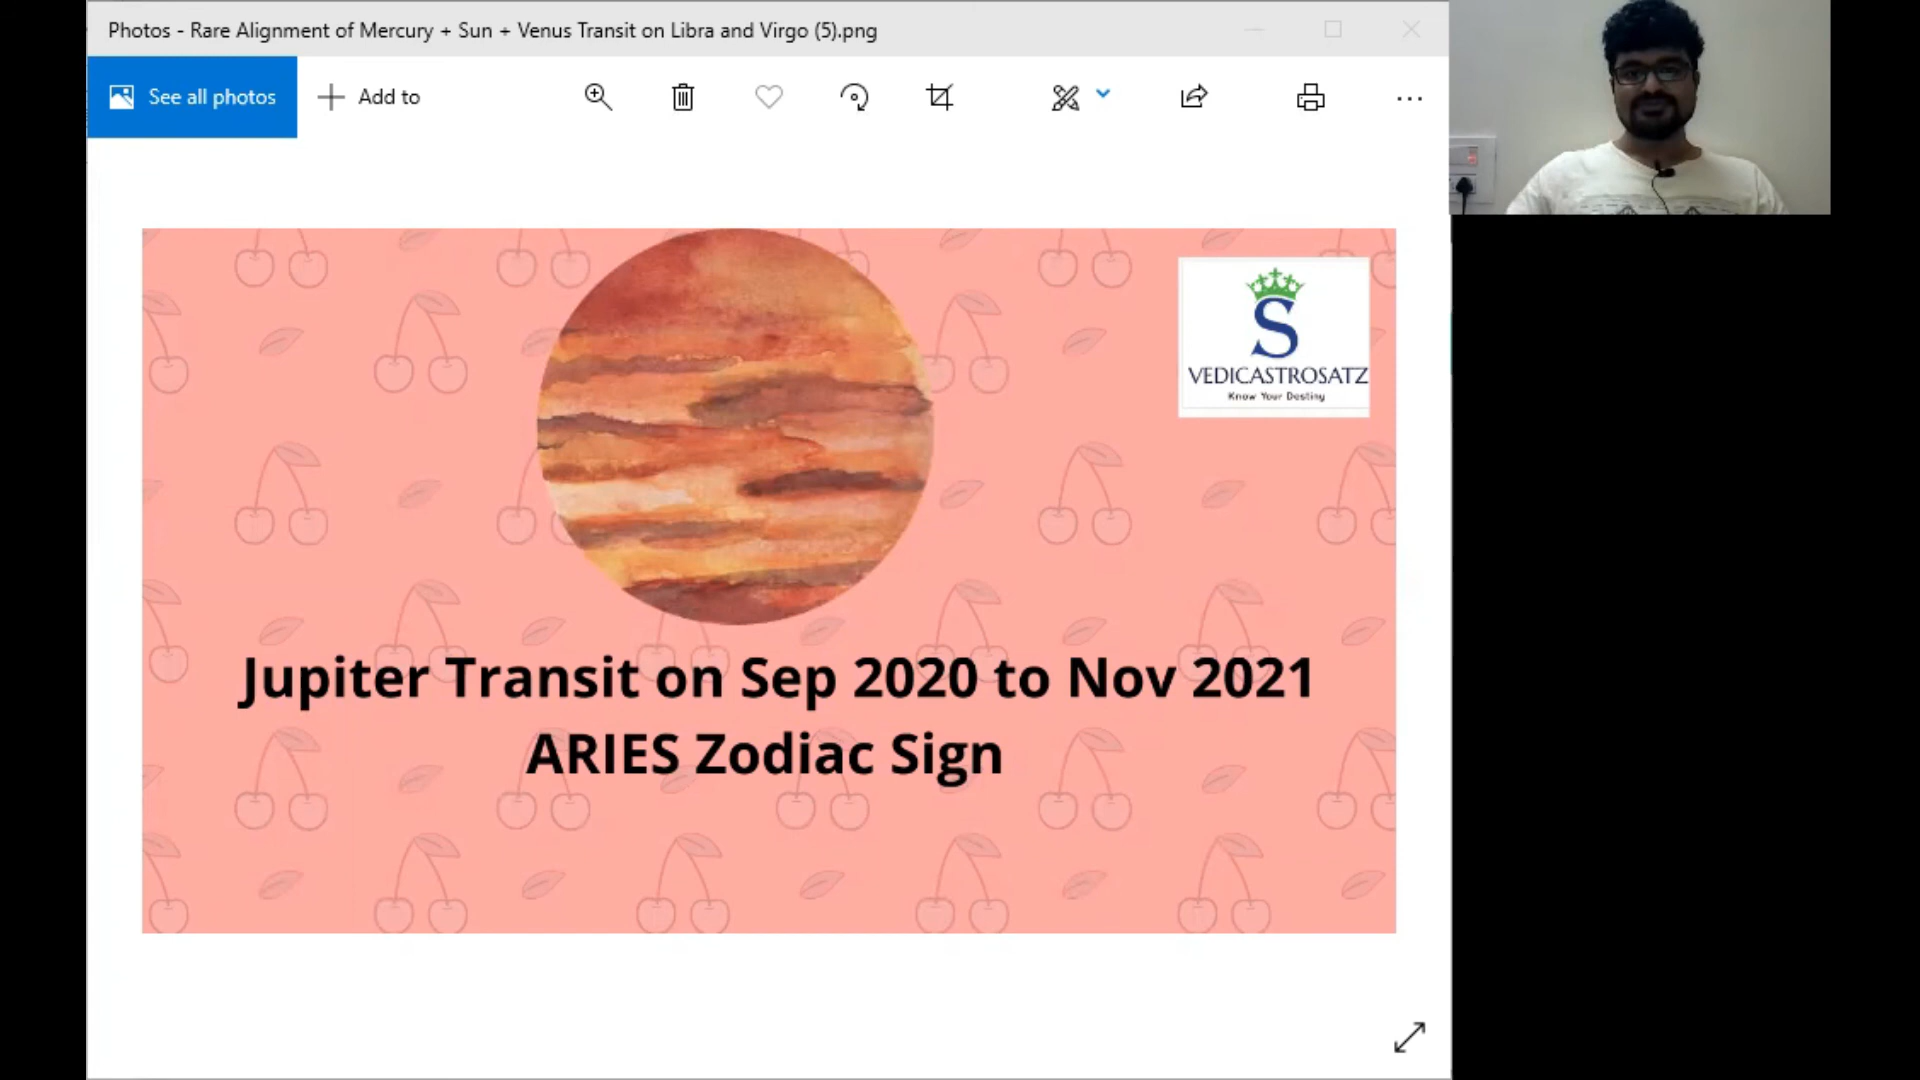 Photos - Rare Alignment of Mercury + Sun + Venus Transit on Libra and Virgo (5).png
See all photos
Add to
S
VEDICASTROSATZ
Know Your Destiny
Jupiter Transit on Sep 2020 to Nov 2021
ARIES Zodiac Sign